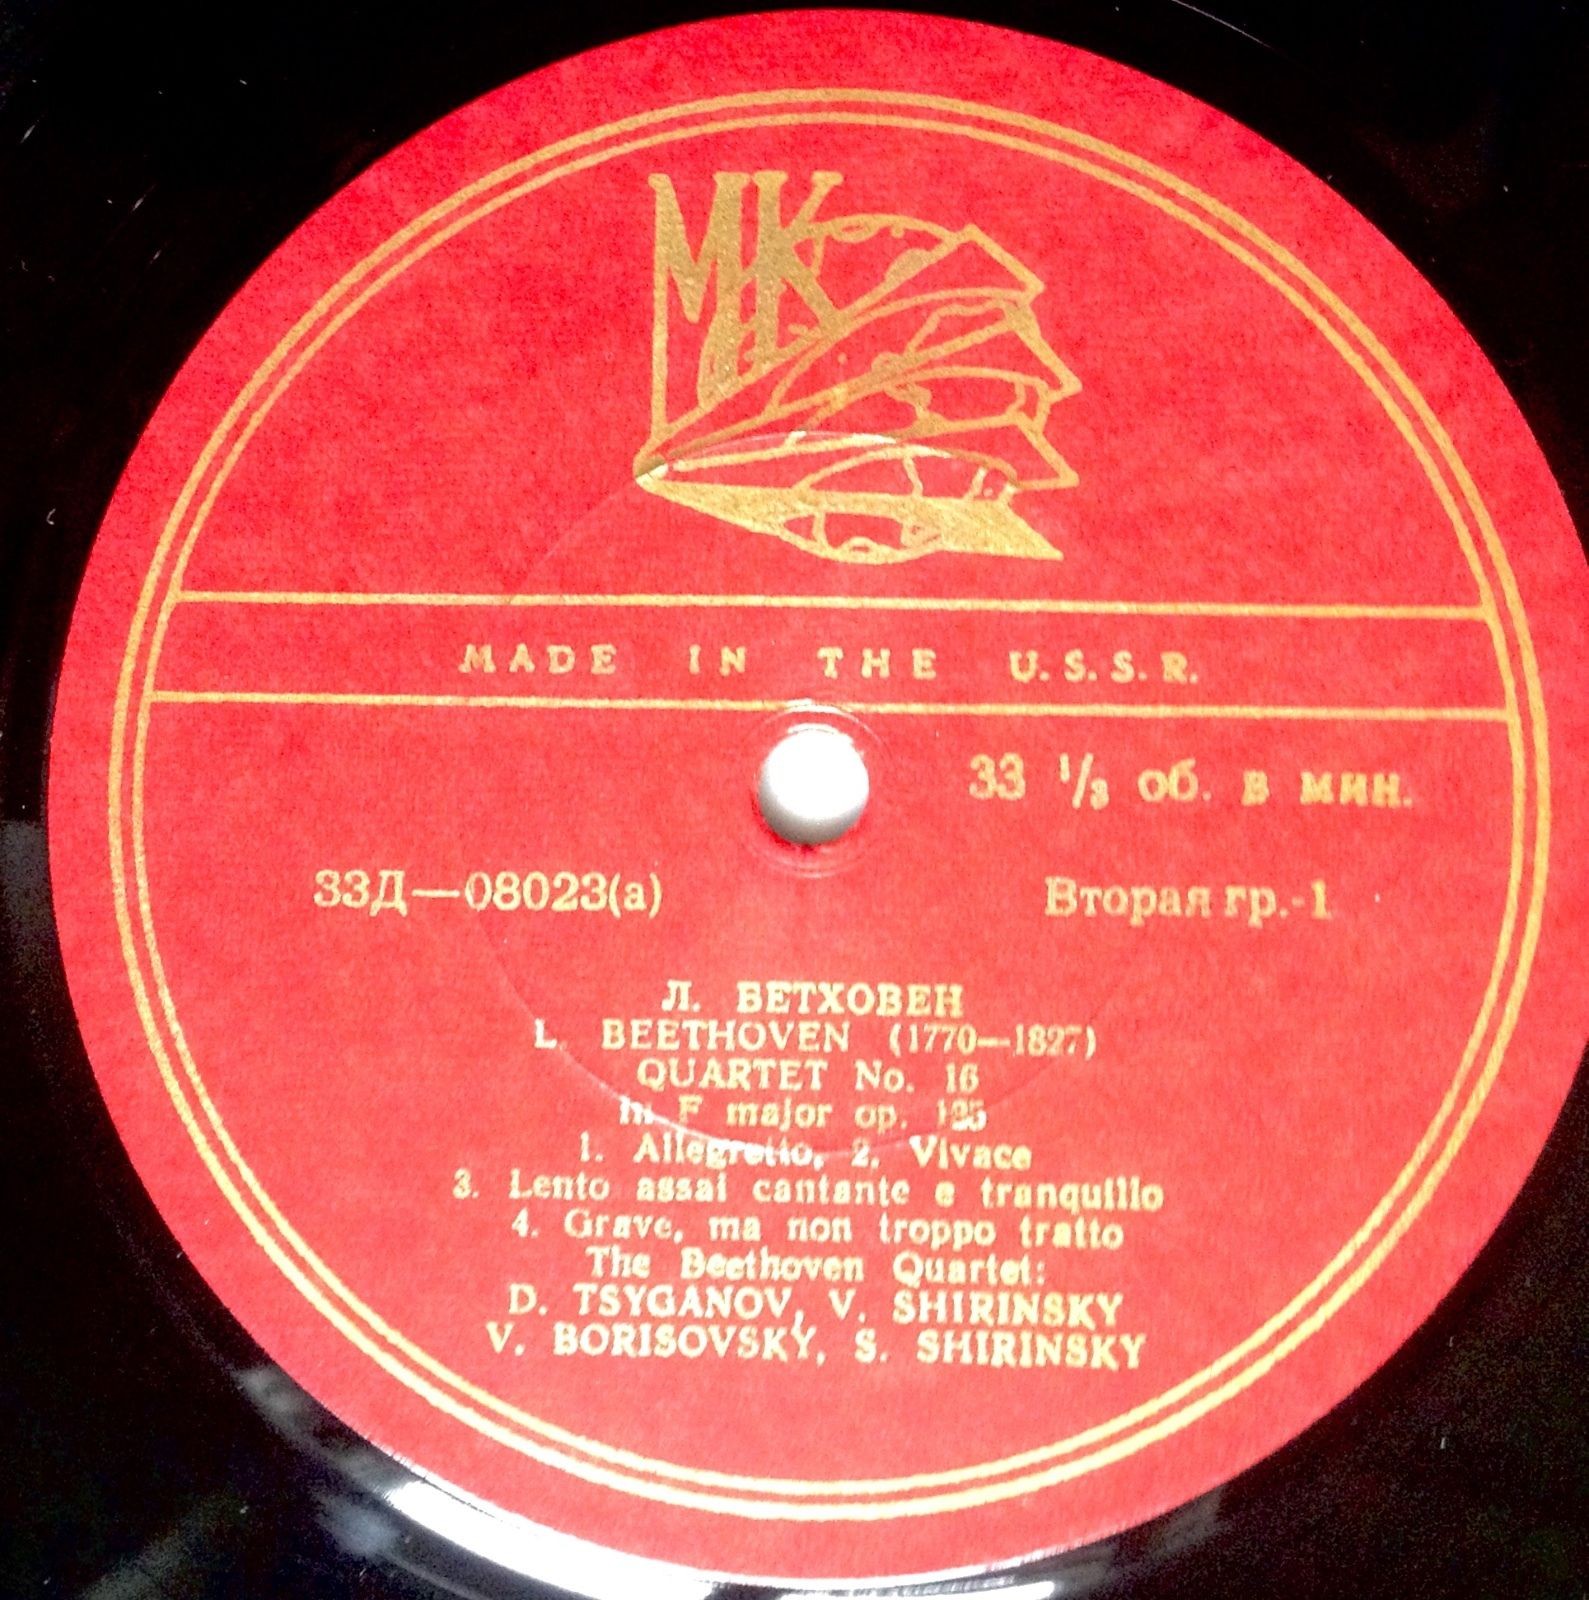 МК
MADE IN THE U.S.S.R.
33 1/3 об. в мин.
33Д—08023(а)
Вторая гр.-1
Л. БЕТХОВЕН
L. BEETHOVEN (1770—1827)
QUARTET No. 16
in F major op. 135
1. Allegretto, 2. Vivace
3. Lento assai cantante e tranquillo
4. Grave, ma non troppo tratto
The Beethoven Quartet:
D. TSYGANOV, V. SHIRINSKY
V. BORISOVSKY, S. SHIRINSKY